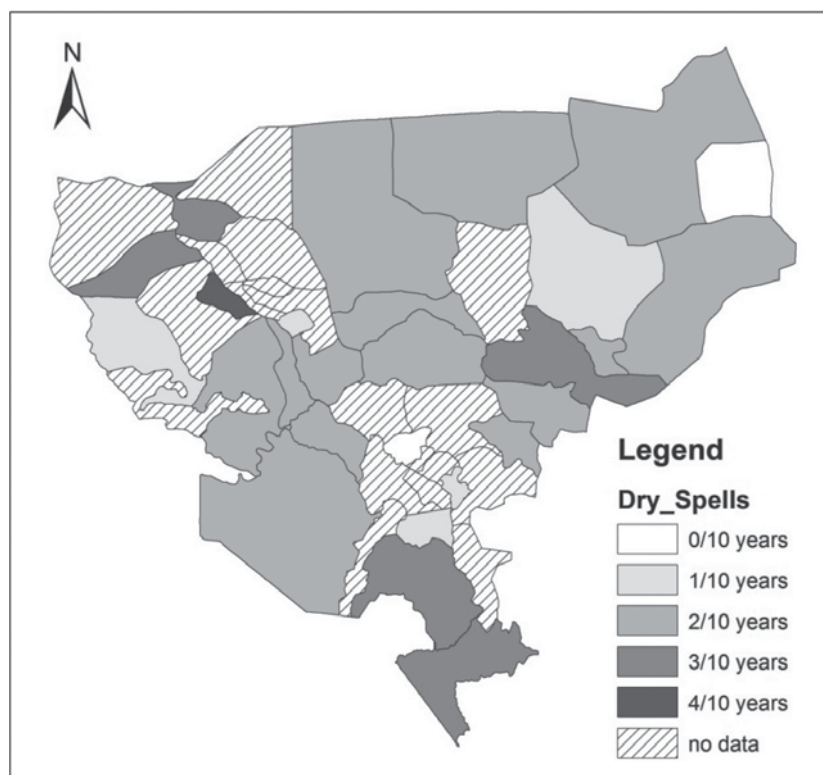 N
Legend
Dry_Spells
0/10 years
1/10 years
2/10 years
3/10 years
4/10 years
no data